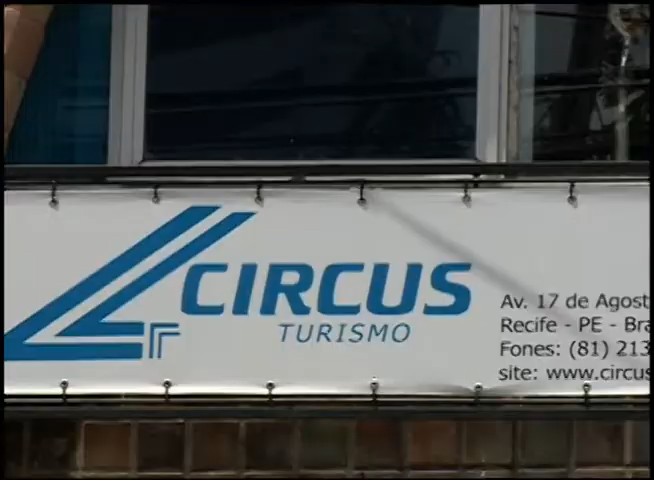 CIRCUS
TURISMO
Av. 17 de Agost
Recife - PE - Bra
Fones: (81) 213
site: www.circus